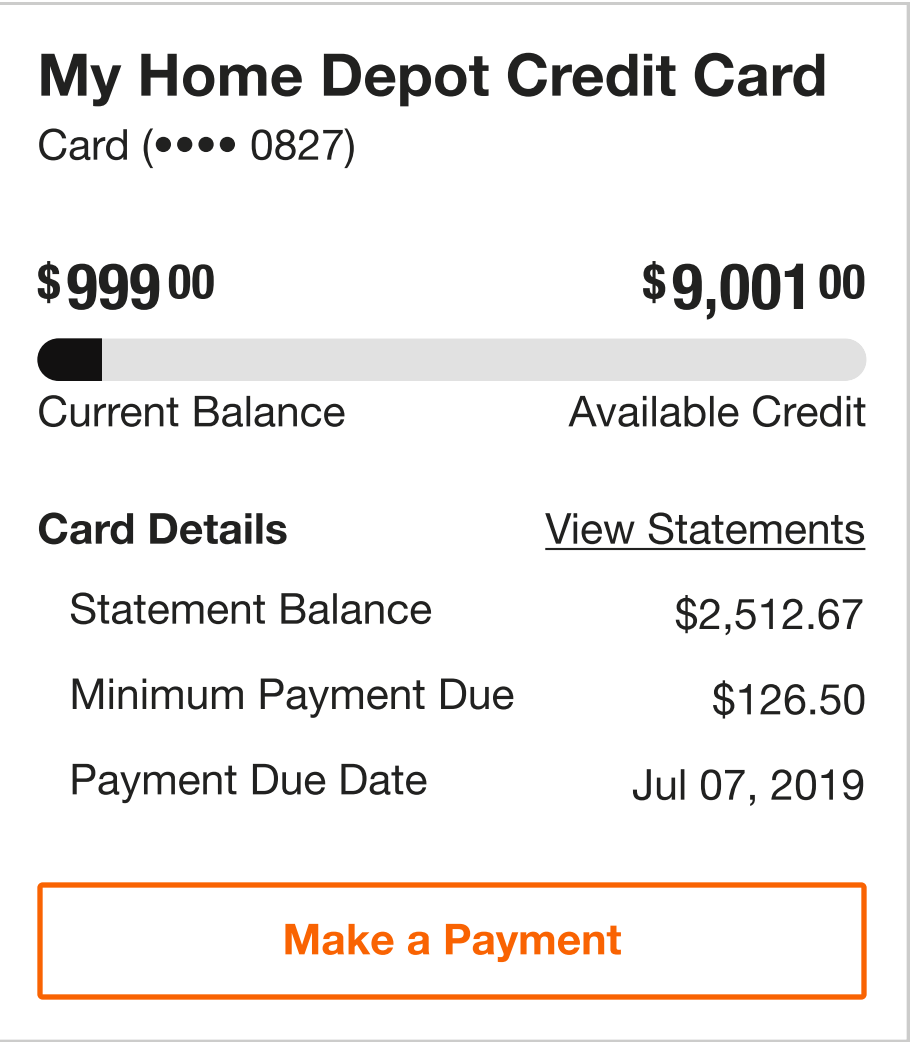 My Home Depot Credit Card
Card (•••• 0827)
$999 00 $9,001 00
Current Balance Available Credit
Card Details View Statements
Statement Balance $2,512.67
Minimum Payment Due $126.50
Payment Due Date Jul 07, 2019
Make a Payment